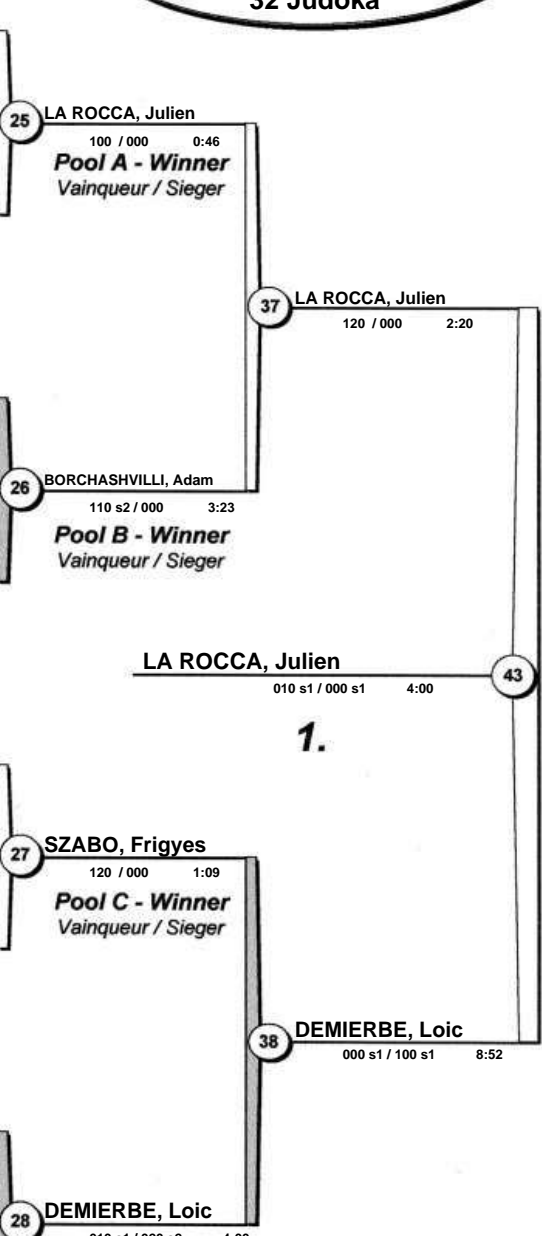 32 Judoka
25
LA ROCCA, Julien
100 / 000 0:46
Pool A - Winner
Vainqueur / Sieger
37
LA ROCCA, Julien
120 / 000 2:20
26
BORCHASHVILLI, Adam
110 s2 / 000 3:23
Pool B - Winner
Vainqueur / Sieger
LA ROCCA, Julien
43
010 s1 / 000 s1 4:00
1.
27
SZABO, Frigyes
120 / 000 1:09
Pool C - Winner
Vainqueur / Sieger
38
DEMIERBE, Loic
000 s1 / 100 s1 8:52
28
DEMIERBE, Loic